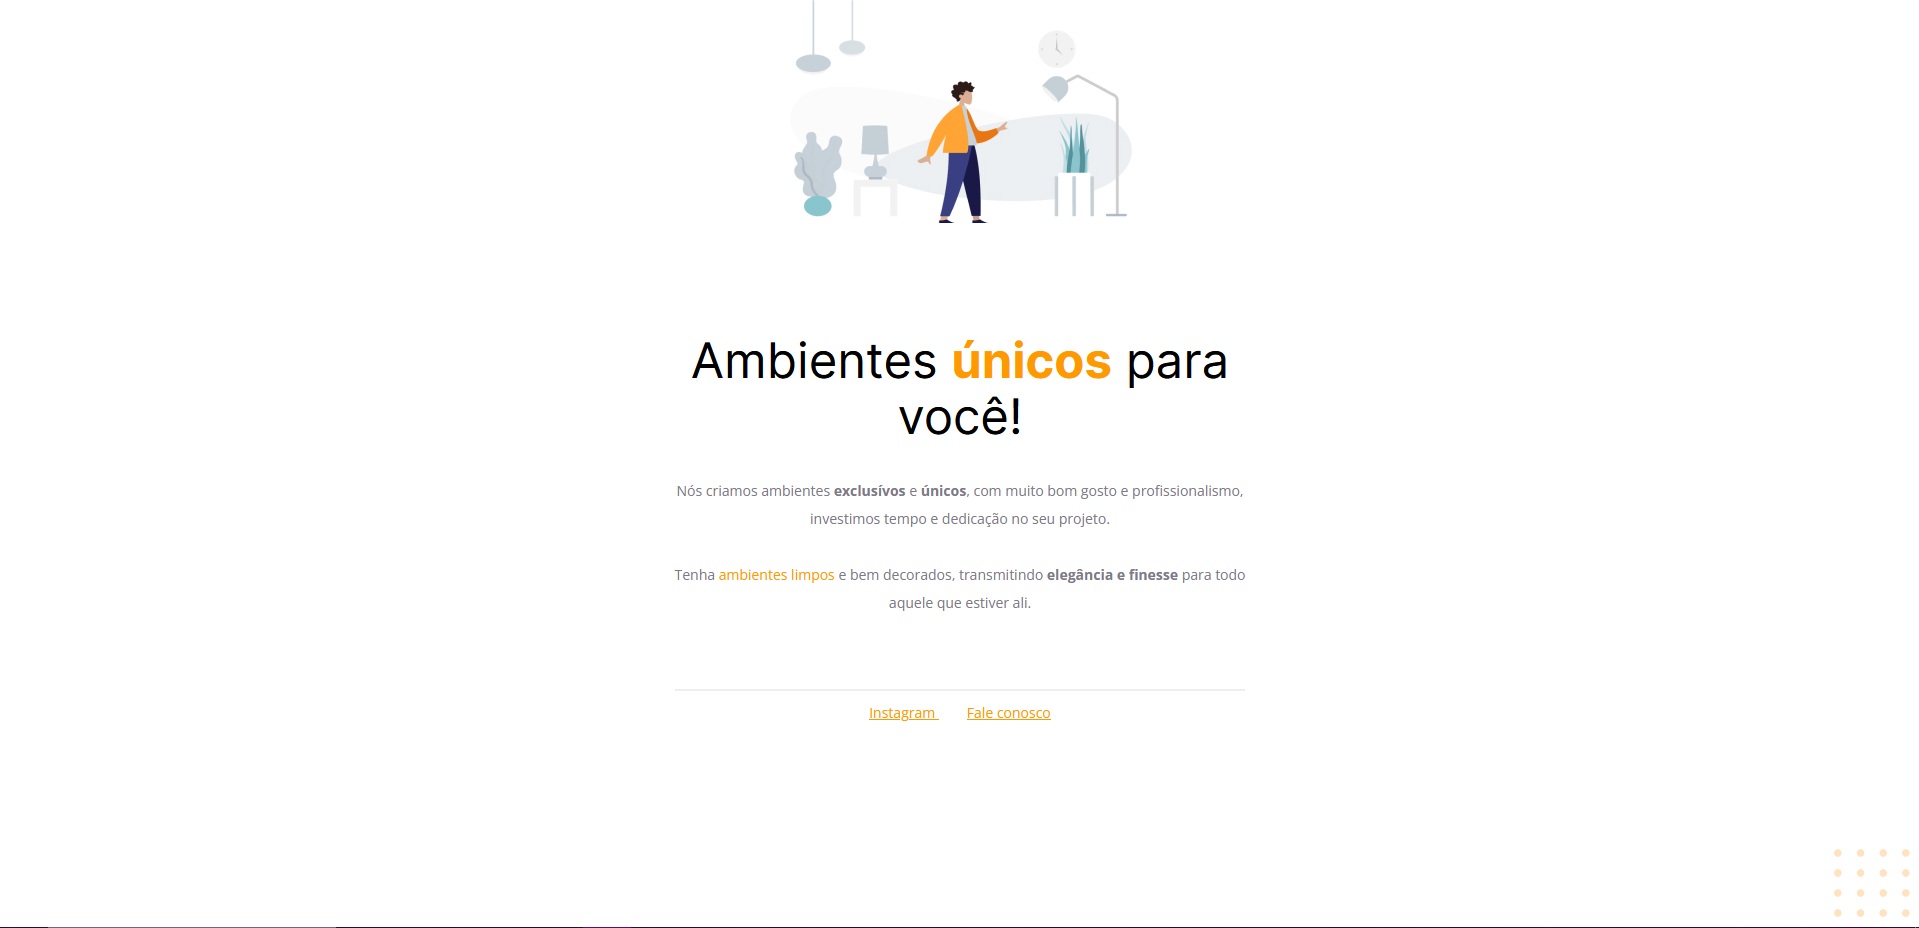 Ambientes únicos para
você!
Nós criamos ambientes exclusívos e únicos, com muito bom gosto e profissionalismo,
investimos tempo e dedicação no seu projeto.
Tenha ambientes limpos e bem decorados, transmitindo elegância e finesse para todo
aquele que estiver ali.
Instagram Fale conosco